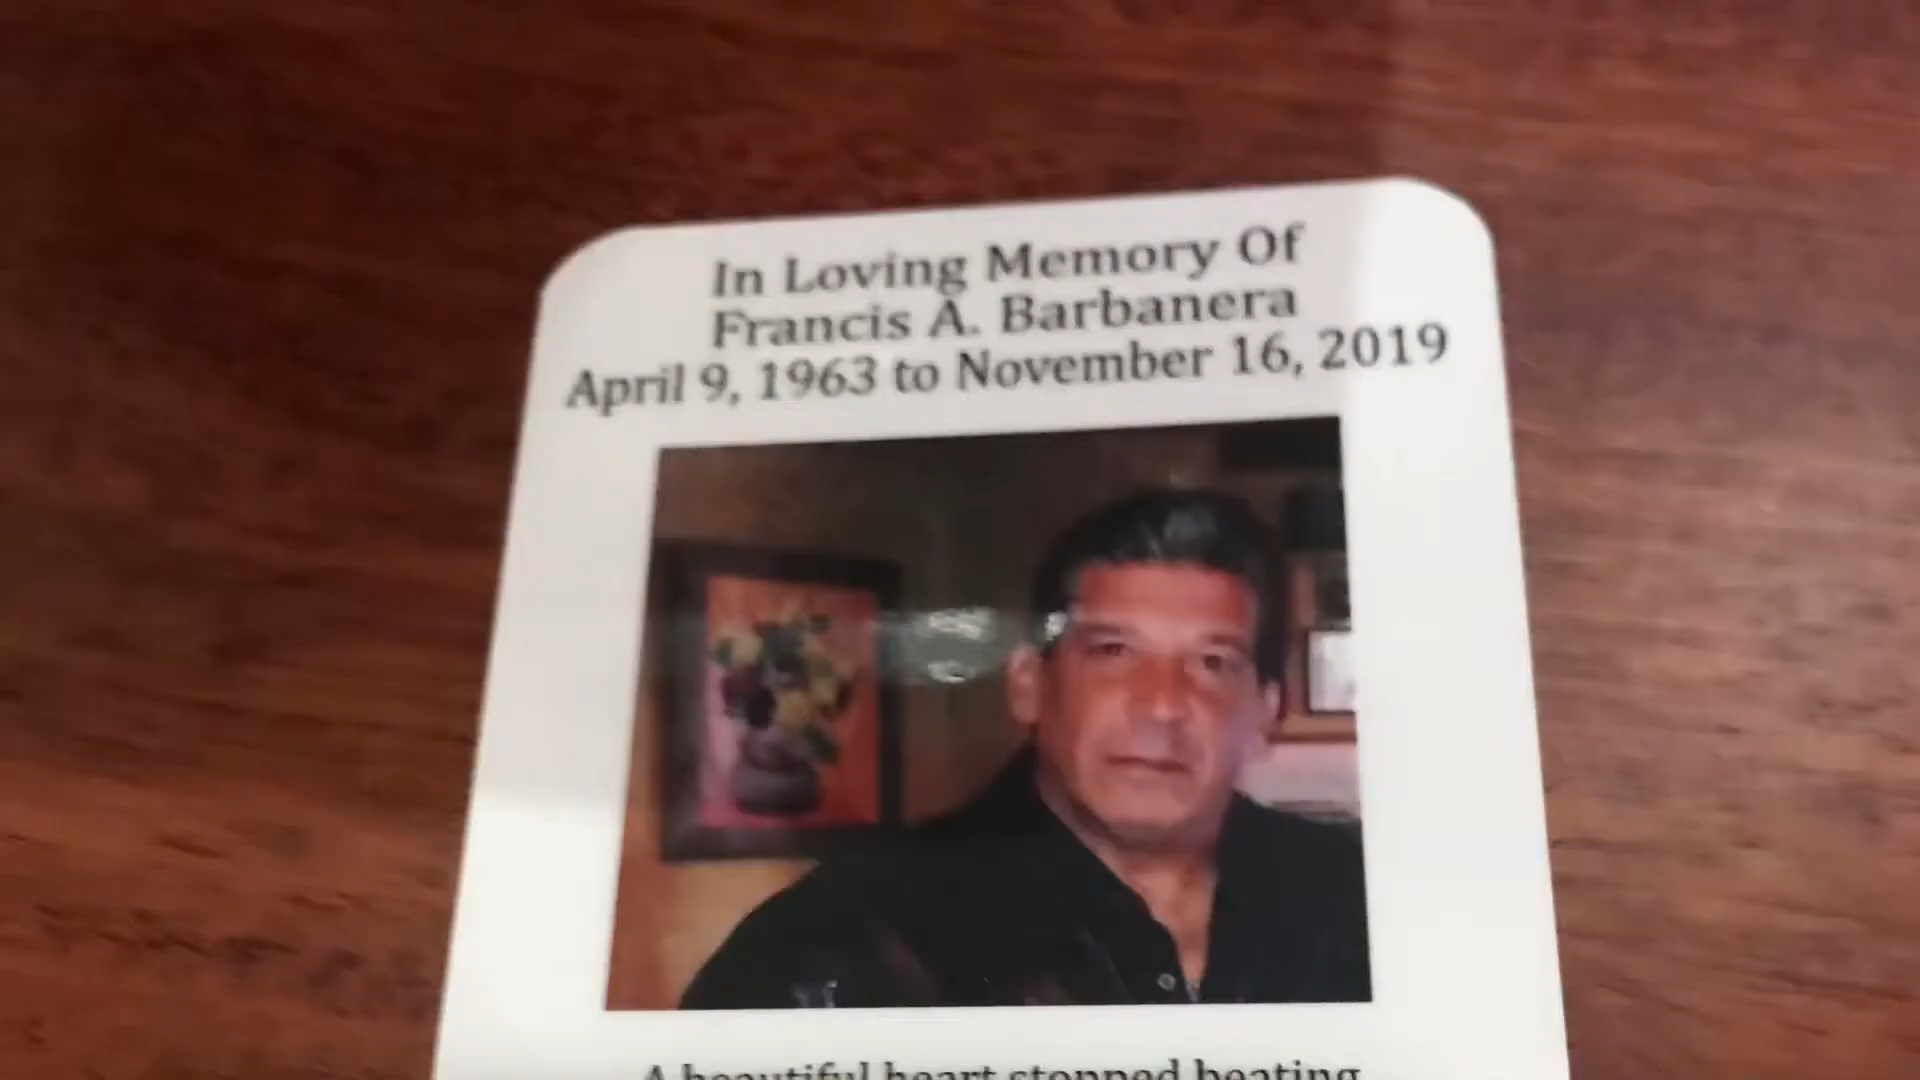 In Loving Memory Of
Francis A. Barbanera
April 9, 1963 to November 16, 2019
A beautiful heart stopped beating